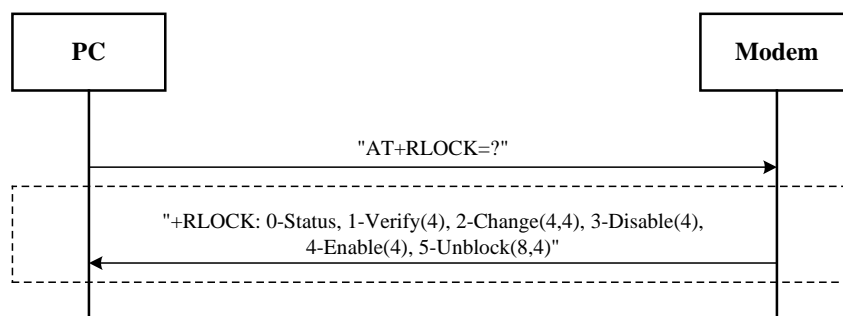 PC
Modem
"AT+RLOCK=?"
"+RLOCK: 0-Status, 1-Verify(4), 2-Change(4,4), 3-Disable(4),
4-Enable(4), 5-Unblock(8,4)"